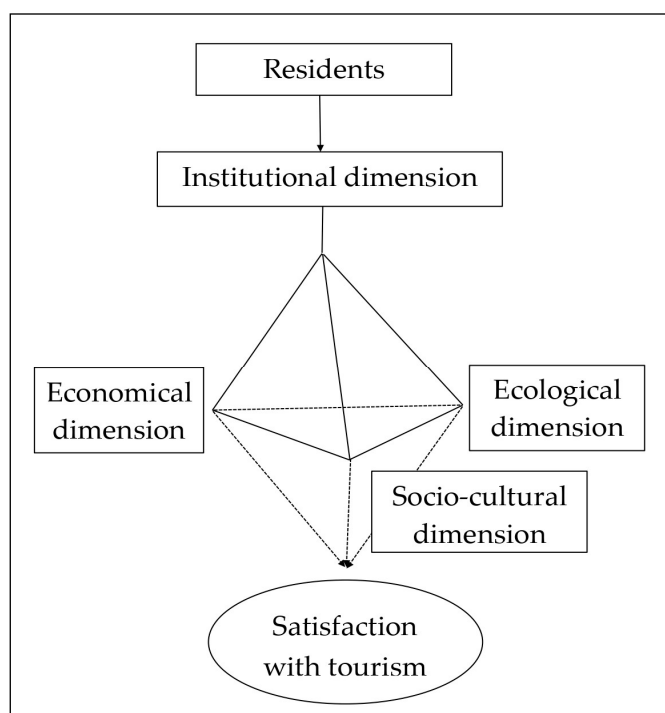 Residents
Institutional dimension
Economical
dimension
Ecological
dimension
Socio-cultural
dimension
Satisfaction
with tourism